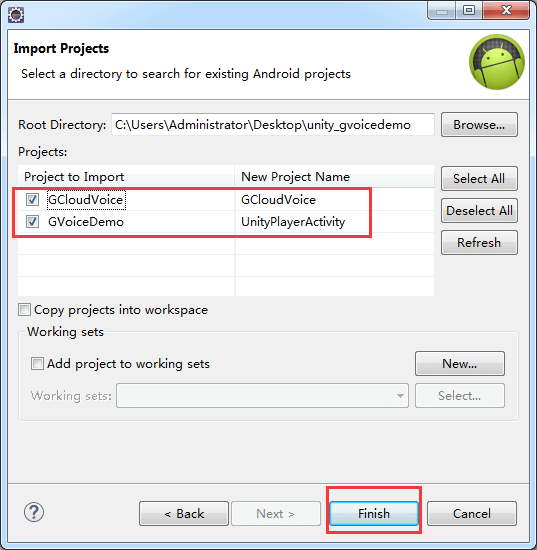 Import Projects
Select a directory to search for existing Android projects
Root Directory: C:\Users\Administrator\Desktop\unity_gvoicedemo Browse...
Projects:
Project to Import New Project Name Select All
GCloudVoice GCloudVoice Deselect All
GVoiceDemo UnityPlayerActivity
Refresh
Copy projects into workspace
Working sets
Add project to working sets New...
Working sets: Select...
? < Back Next > Finish Cancel